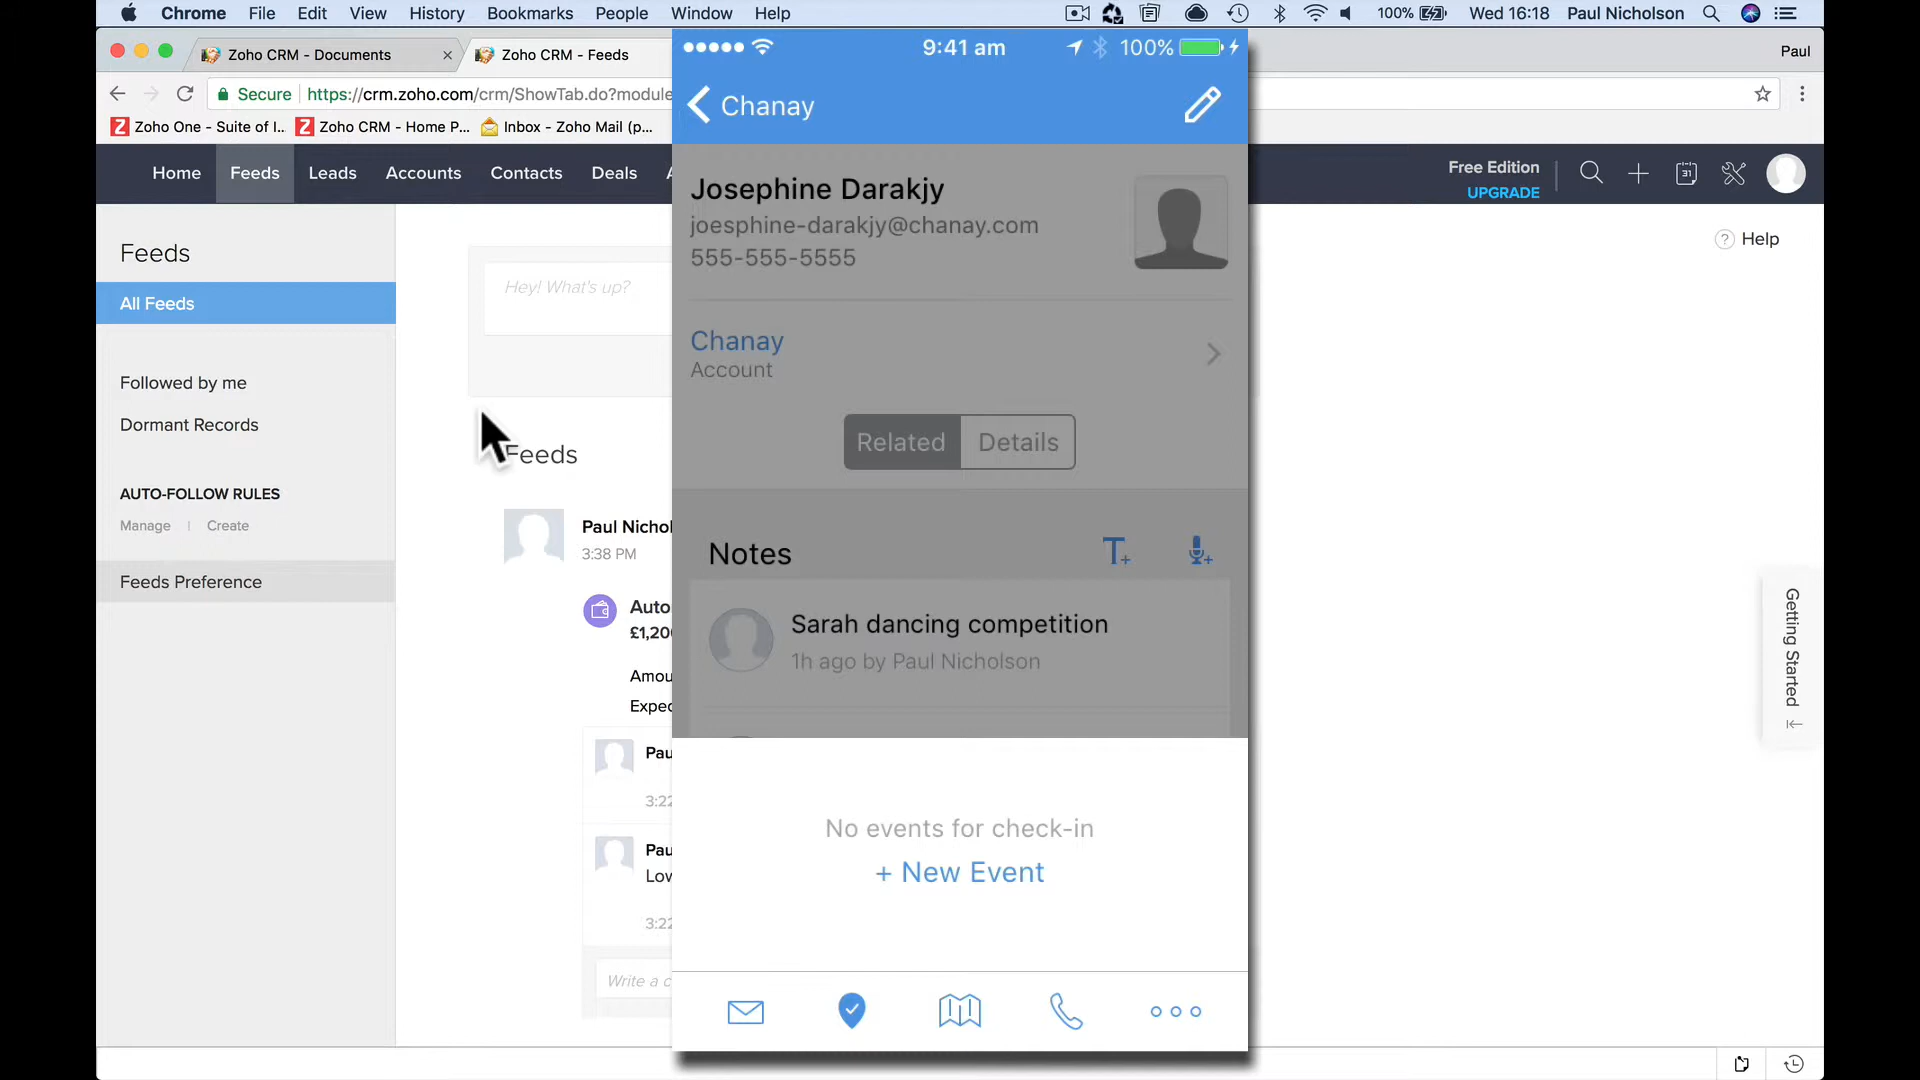 Chrome File Edit View History Bookmarks People Window Help 100% Wed 16:18 Paul Nicholson
Zoho CRM - Documents
Zoho CRM - Feeds
Paul
Secure https://crm.zoho.com/crm/ShowTab.do?module
Zoho One - Suite of I...
Zoho CRM - Home P...
Inbox - Zoho Mail (p...
Home Feeds Leads Accounts Contacts Deals
Free Edition
UPGRADE
31
Feeds
All Feeds
Followed by me
Dormant Records
AUTO-FOLLOW RULES
Manage | Create
Feeds Preference
Hey! What's up?
Feeds
Paul Nichol
3:38 PM
Auto
£1,20
Amou
Expec
Pau
3:22
Pau
Low
3:22
Write a c
9:41 am
100%
Chanay
Josephine Darakjy
joesphine-darakjy@chanay.com
555-555-5555
Chanay
Account
Related Details
Notes
Sarah dancing competition
1h ago by Paul Nicholson
No events for check-in
+ New Event
? Help
Getting Started